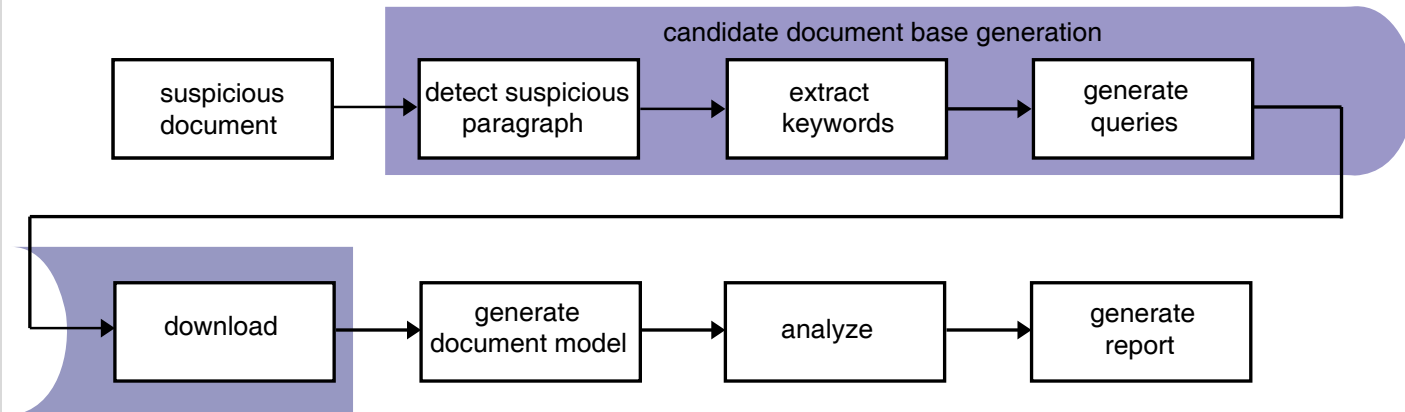 candidate document base generation
suspicious
document
detect suspicious
paragraph
extract
keywords
generate
queries
download
generate
document model
analyze
generate
report